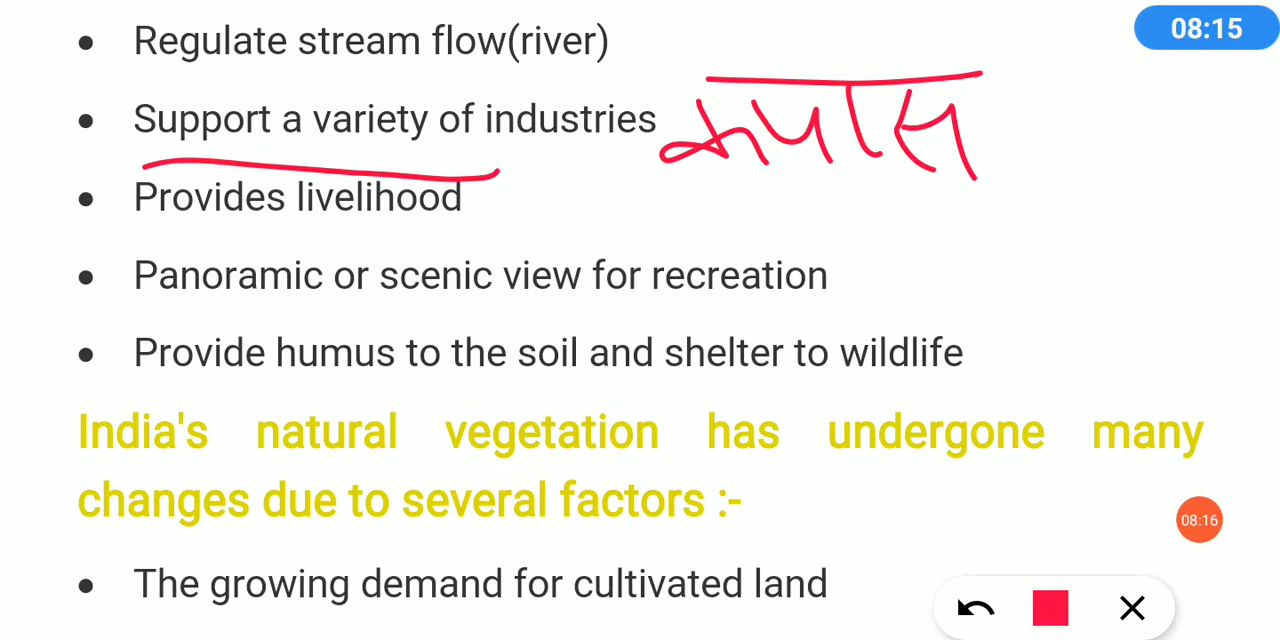 Regulate stream flow(river)
08:15
Support a variety of industries कपास
Provides livelihood
Panoramic or scenic view for recreation
Provide humus to the soil and shelter to wildlife
India's natural vegetation has undergone many
changes due to several factors :-
08:16
The growing demand for cultivated land